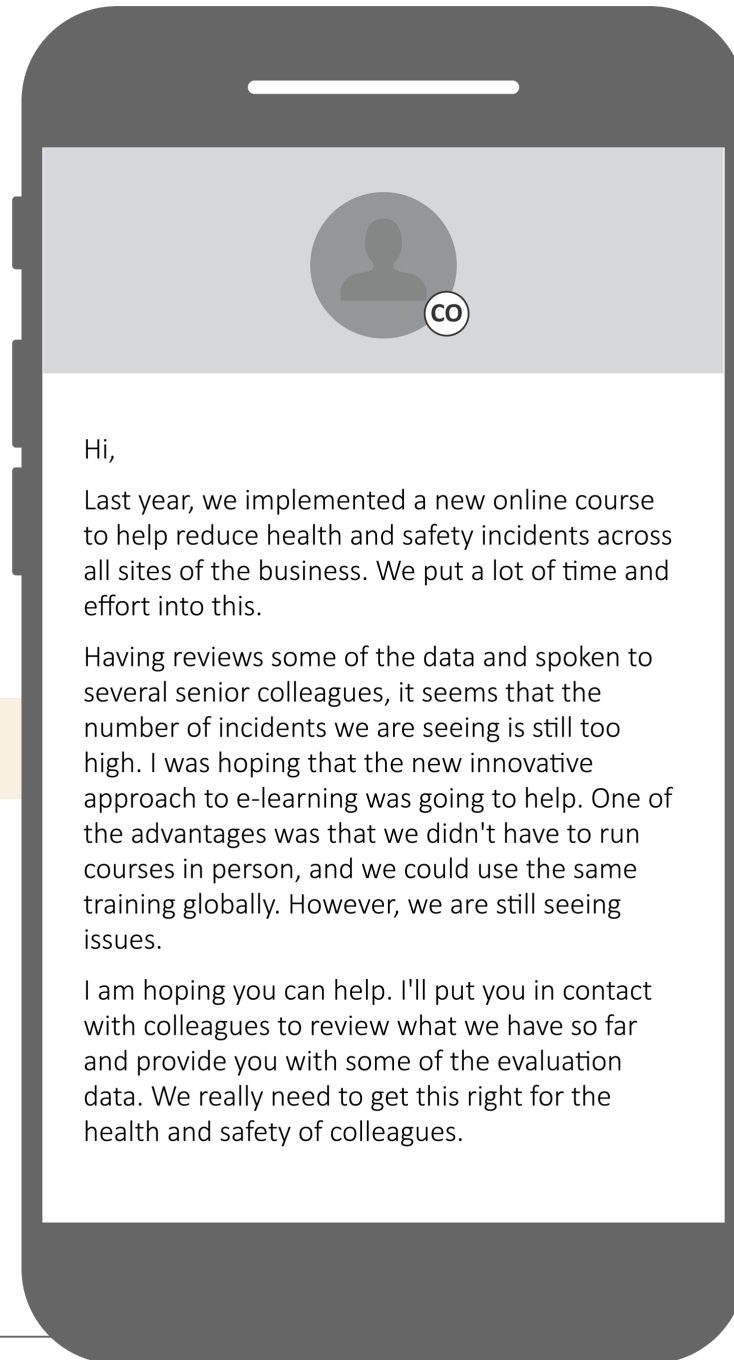 CO
Hi,
Last year, we implemented a new online course
to help reduce health and safety incidents across
all sites of the business. We put a lot of time and
effort into this.
Having reviews some of the data and spoken to
several senior colleagues, it seems that the
number of incidents we are seeing is still too
high. I was hoping that the new innovative
approach to e-learning was going to help. One of
the advantages was that we didn't have to run
courses in person, and we could use the same
training globally. However, we are still seeing
issues.
I am hoping you can help. I'll put you in contact
with colleagues to review what we have so far
and provide you with some of the evaluation
data. We really need to get this right for the
health and safety of colleagues.